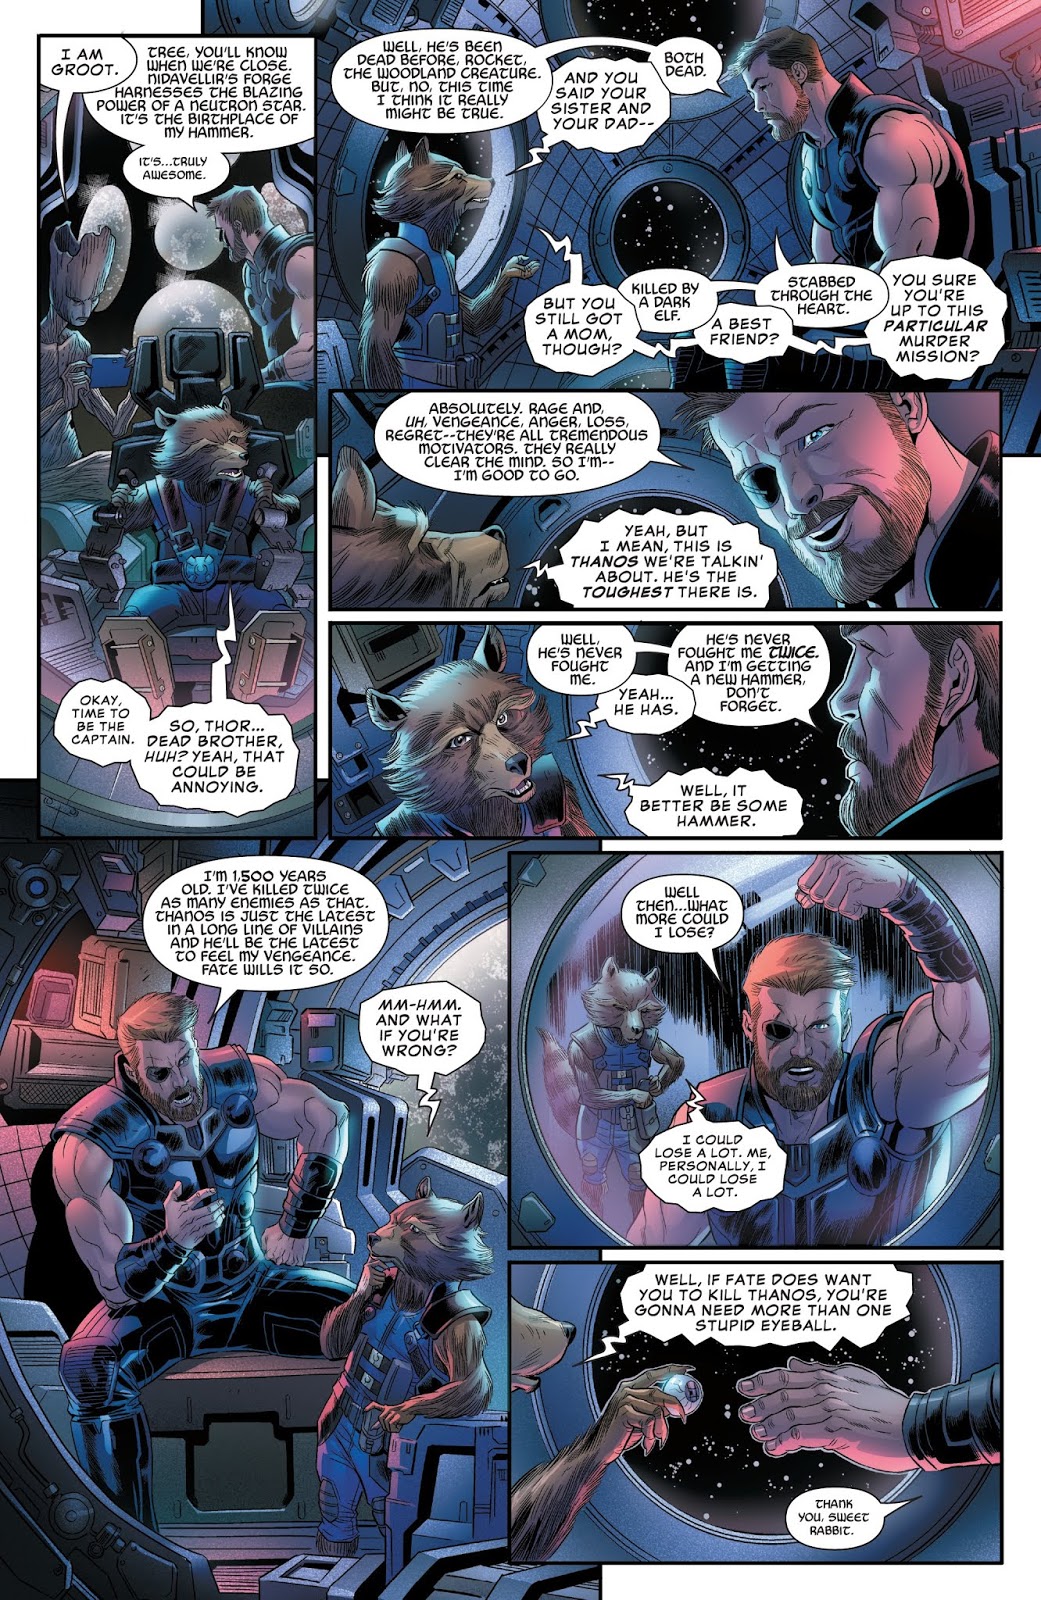 I AM
GROOT.
TREE, YOU'LL KNOW
WHEN WE'RE CLOSE.
NIDAVELLIR'S FORGE
HARNESSES THE BLAZING
POWER OF A NEUTRON STAR.
IT'S THE BIRTHPLACE OF
MY HAMMER.
IT'S...TRULY
AWESOME.
OKAY,
TIME TO
BE THE
CAPTAIN.
SO, THOR...
DEAD BROTHER,
HUH? YEAH, THAT
COULD BE
ANNOYING.
WELL, HE'S BEEN
DEAD BEFORE, ROCKET,
THE WOODLAND CREATURE.
BUT, NO, THIS TIME
I THINK IT REALLY
MIGHT BE TRUE.
AND YOU
SAID YOUR
SISTER AND
YOUR DAD--
BOTH
DEAD.
BUT YOU
STILL GOT
A MOM,
THOUGH?
KILLED BY
A DARK
ELF.
A BEST
FRIEND?
STABBED
THROUGH THE
HEART.
YOU SURE
YOU'RE
UP TO THIS
PARTICULAR
MURDER
MISSION?
ABSOLUTELY. RAGE AND,
UH, VENGEANCE, ANGER, LOSS,
REGRET--THEY'RE ALL TREMENDOUS
MOTIVATORS. THEY REALLY
CLEAR THE MIND. SO I'M--
I'M GOOD TO GO.
YEAH, BUT
I MEAN, THIS IS
THANOS WE'RE TALKIN'
ABOUT. HE'S THE
TOUGHEST THERE IS.
WELL,
HE'S NEVER
FOUGHT
ME.
YEAH...
HE HAS.
HE'S NEVER
FOUGHT ME TWICE.
AND I'M GETTING
A NEW HAMMER,
DON'T
FORGET.
WELL, IT
BETTER BE SOME
HAMMER.
I'M 1,500 YEARS
OLD. I'VE KILLED TWICE
AS MANY ENEMIES AS THAT.
THANOS IS JUST THE LATEST
IN A LONG LINE OF VILLAINS
AND HE'LL BE THE LATEST
TO FEEL MY VENGEANCE.
FATE WILLS IT SO.
MM-HMM.
AND WHAT
IF YOU'RE
WRONG?
WELL
THEN...WHAT
MORE COULD
I LOSE?
I COULD
LOSE A LOT. ME,
PERSONALLY, I
COULD LOSE
A LOT.
WELL, IF FATE DOES WANT
YOU TO KILL THANOS, YOU'RE
GONNA NEED MORE THAN ONE
STUPID EYEBALL.
THANK
YOU, SWEET
RABBIT.